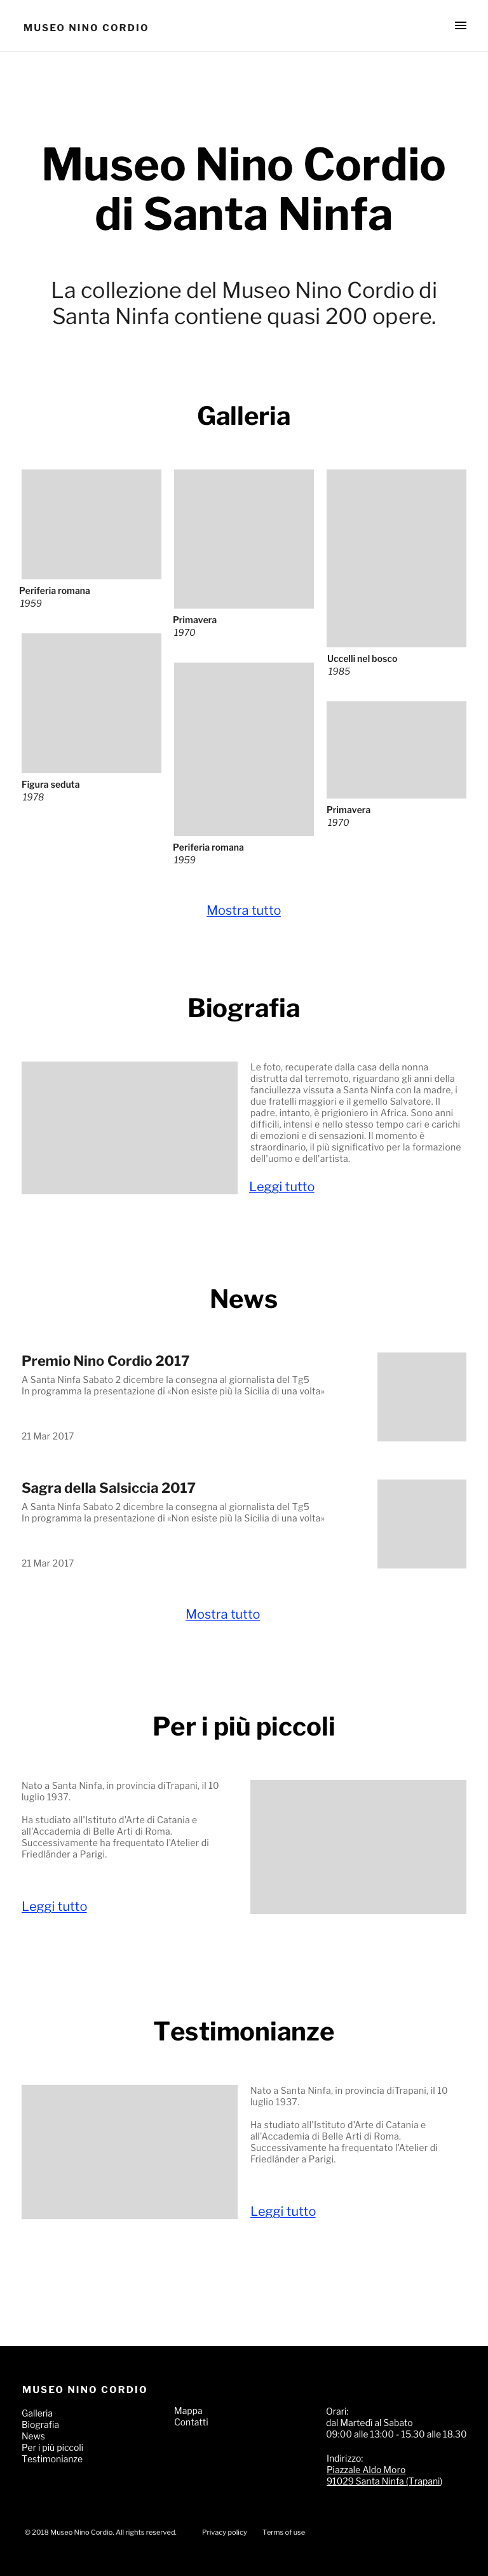 MUSEO NINO CORDIO
Museo Nino Cordio
di Santa Ninfa
La collezione del Museo Nino Cordio di
Santa Ninfa contiene quasi 200 opere.
Galleria
Periferia romana
1959
Primavera
1970
Uccelli nel bosco
1985
Figura seduta
1978
Periferia romana
1959
Primavera
1970
Mostra tutto
Biografia
Le foto, recuperate dalla casa della nonna
distrutta dal terremoto, riguardano gli anni della
fanciullezza vissuta a Santa Ninfa con la madre, i
due fratelli maggiori e il gemello Salvatore. Il
padre, intanto, è prigioniero in Africa. Sono anni
difficili, intensi e nello stesso tempo cari e carichi
di emozioni e di sensazioni. Il momento è
straordinario, il più significativo per la formazione
dell'uomo e dell'artista.
Leggi tutto
News
Premio Nino Cordio 2017
A Santa Ninfa Sabato 2 dicembre la consegna al giornalista del Tg5
In programma la presentazione di «Non esiste più la Sicilia di una volta»
21 Mar 2017
Sagra della Salsiccia 2017
A Santa Ninfa Sabato 2 dicembre la consegna al giornalista del Tg5
In programma la presentazione di «Non esiste più la Sicilia di una volta»
21 Mar 2017
Mostra tutto
Per i più piccoli
Nato a Santa Ninfa, in provincia diTrapani, il 10
luglio 1937.
Ha studiato all'Istituto d'Arte di Catania e
all'Accademia di Belle Arti di Roma.
Successivamente ha frequentato l'Atelier di
Friedländer a Parigi.
Leggi tutto
Testimonianze
Nato a Santa Ninfa, in provincia diTrapani, il 10
luglio 1937.
Ha studiato all'Istituto d'Arte di Catania e
all'Accademia di Belle Arti di Roma.
Successivamente ha frequentato l'Atelier di
Friedländer a Parigi.
Leggi tutto
MUSEO NINO CORDIO
Galleria
Biografia
News
Per i più piccoli
Testimonianze
Mappa
Contatti
Orari:
dal Martedì al Sabato
09:00 alle 13:00 - 15.30 alle 18.30
Indirizzo:
Piazzale Aldo Moro
91029 Santa Ninfa (Trapani)
© 2018 Museo Nino Cordio. All rights reserved.
Privacy policy
Terms of use